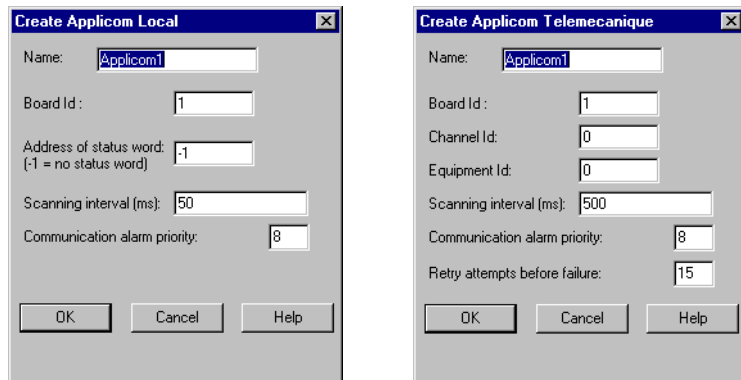 Create Applicom Local
Name: Applicom1
Board Id : 1
Address of status word: -1
(-1 = no status word)
Scanning interval (ms): 50
Communication alarm priority: 8
OK Cancel Help
Create Applicom Telemecanique
Name: Applicom1
Board Id : 1
Channel Id: 0
Equipment Id: 0
Scanning interval (ms): 500
Communication alarm priority: 8
Retry attempts before failure: 15
OK Cancel Help